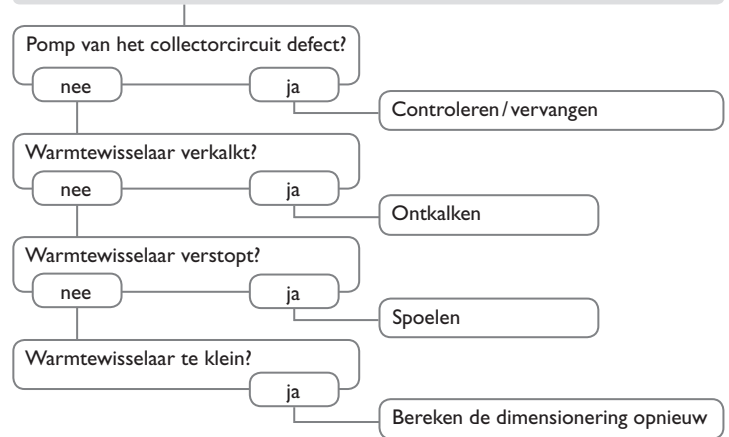 Pomp van het collectorcircuit defect?
nee
ja
Controleren/vervangen
Warmtewisselaar verkalkt?
nee
ja
Ontkalken
Warmtewisselaar verstopt?
nee
ja
Spoelen
Warmtewisselaar te klein?
ja
Bereken de dimensionering opnieuw